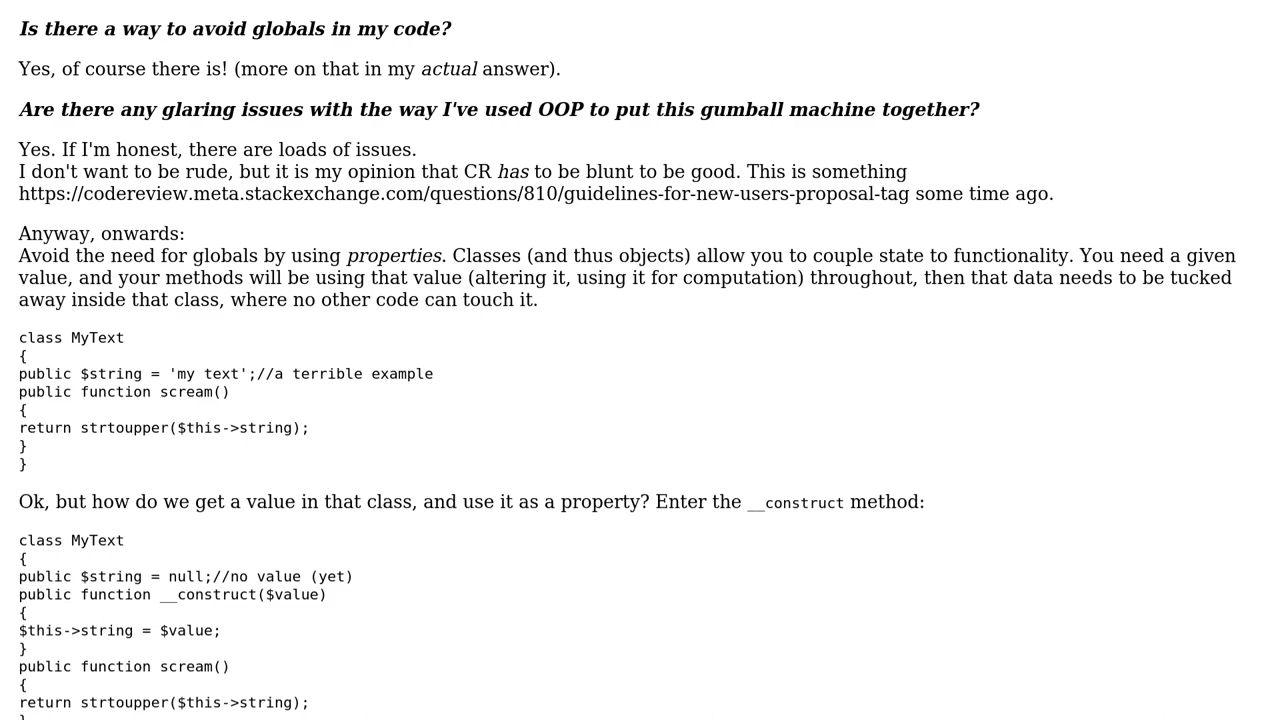 Is there a way to avoid globals in my code?
Yes, of course there is! (more on that in my actual answer).
Are there any glaring issues with the way I've used OOP to put this gumball machine together?
Yes. If I'm honest, there are loads of issues.
I don't want to be rude, but it is my opinion that CR has to be blunt to be good. This is something
https://codereview.meta.stackexchange.com/questions/810/guidelines-for-new-users-proposal-tag some time ago.
Anyway, onwards:
Avoid the need for globals by using properties. Classes (and thus objects) allow you to couple state to functionality. You need a given
value, and your methods will be using that value (altering it, using it for computation) throughout, then that data needs to be tucked
away inside that class, where no other code can touch it.
class MyText
{
public $string = 'my text';//a terrible example
public function scream()
{
return strtoupper($this->string);
}
}
Ok, but how do we get a value in that class, and use it as a property? Enter the __construct method:
class MyText
{
public $string = null;//no value (yet)
public function __construct($value)
{
$this->string = $value;
}
public function scream()
{
return strtoupper($this->string);
}